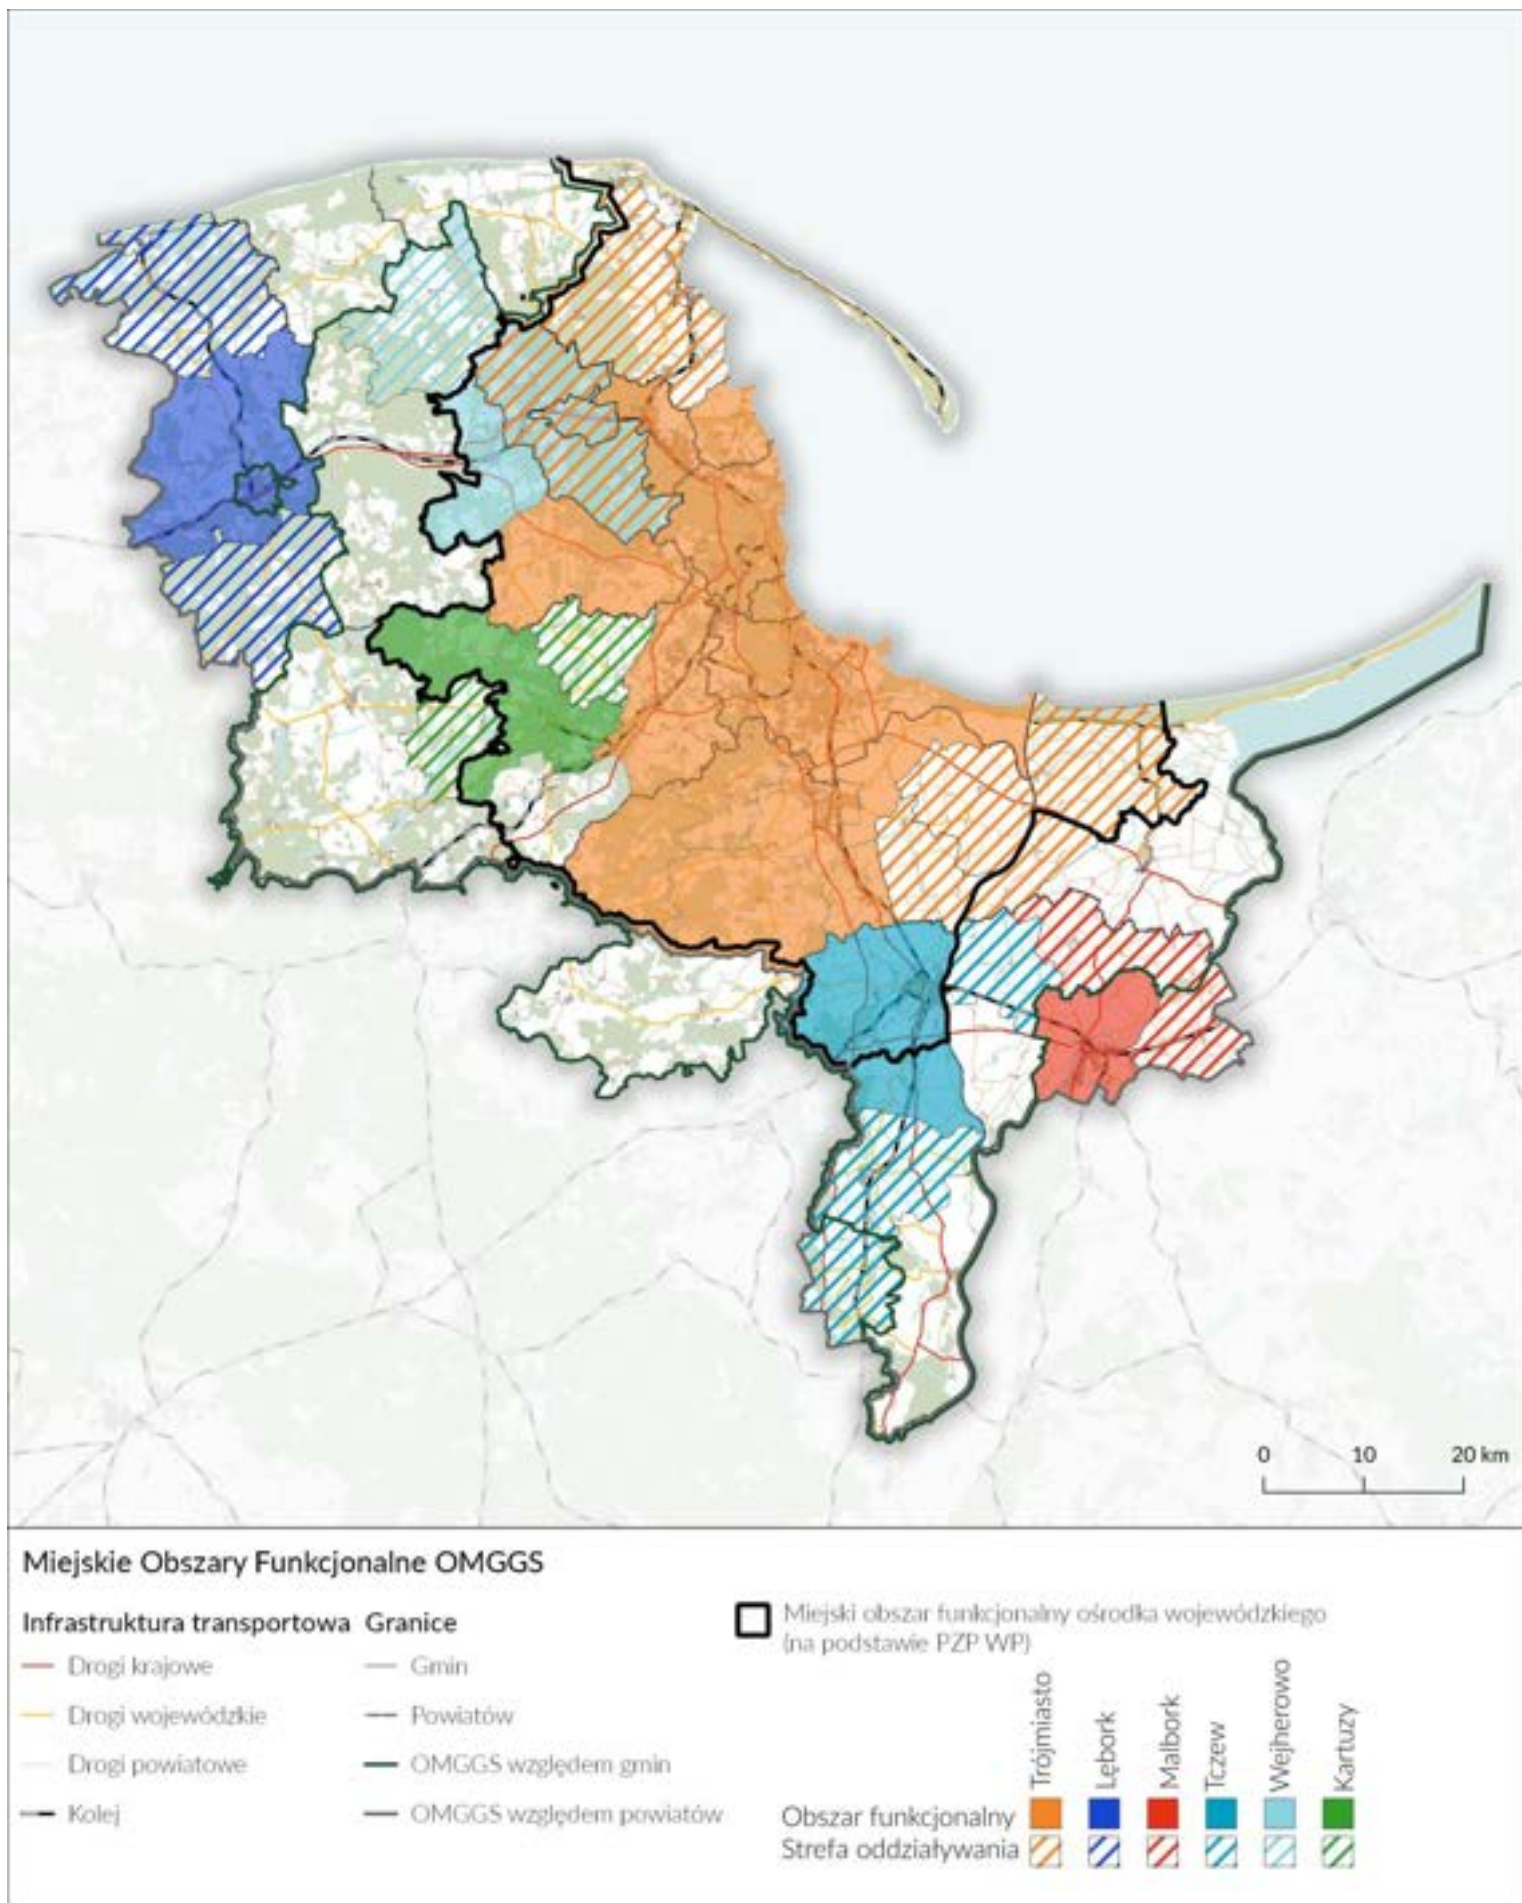 0 10 20 km
Miejskie Obszary Funkcjonalne OMGGS
Infrastruktura transportowa
Drogi krajowe
Drogi wojewódzkie
Drogi powiatowe
Kolej
Granice
Gmin
Powiatów
OMGGS względem gmin
OMGGS względem powiatów
Miejski obszar funkcjonalny ośrodka wojewódzkiego
(na podstawie PZP WP)
Trójmiasto
Lębork
Malbork
Tczew
Wejherowo
Kartuzy
Obszar funkcjonalny
Strefa oddziaływania